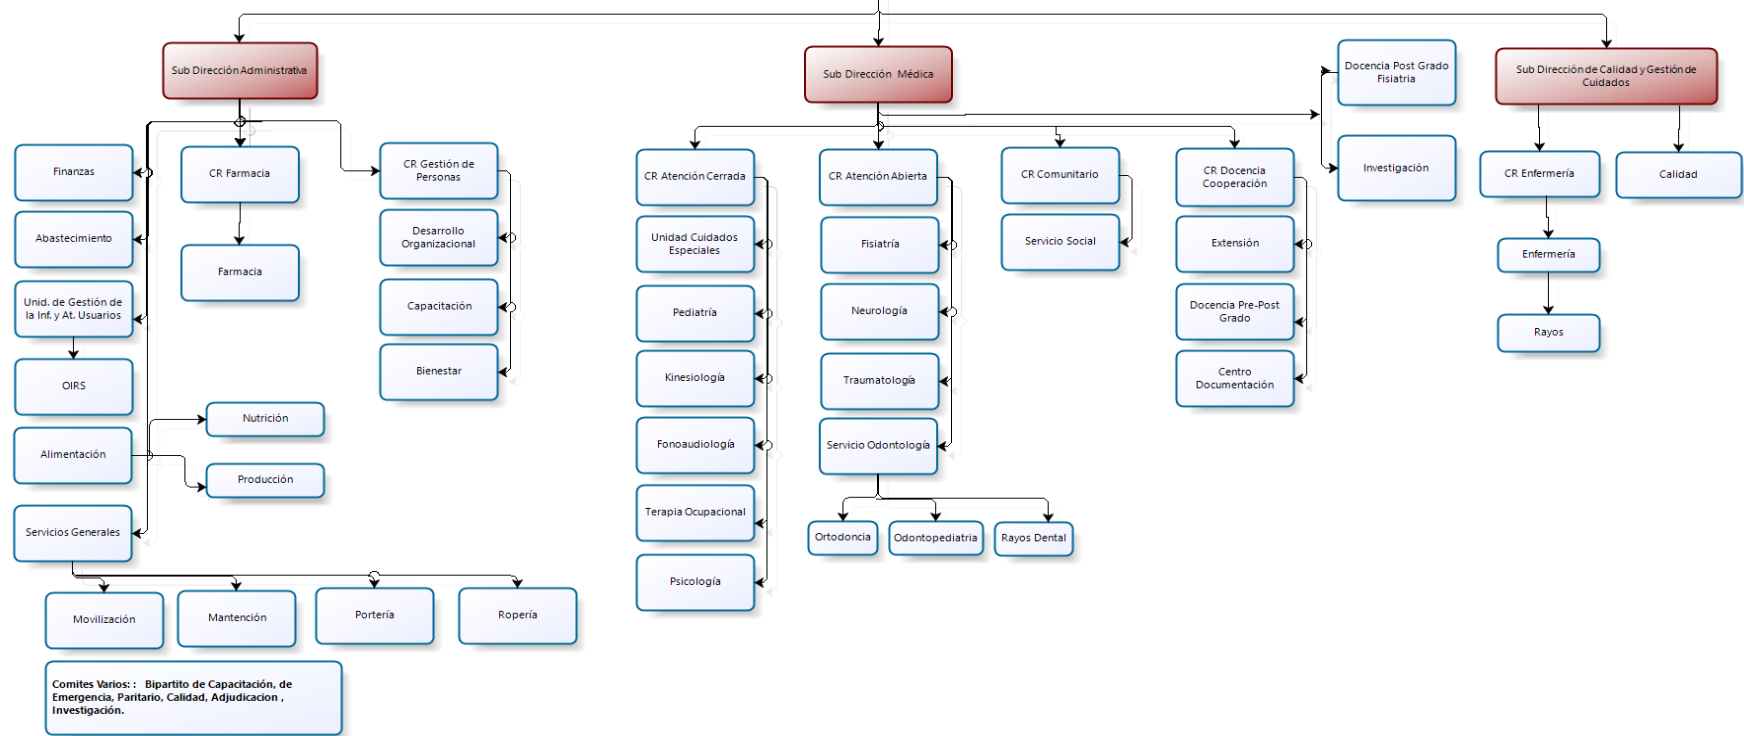 Sub Dirección Administrativa
Finanzas
Abastecimiento
Unid. de Gestión de
la Inf. y At. Usuarios
OIRS
Alimentación
Nutrición
Producción
Servicios Generales
Movilización
Mantención
Portería
Ropería
CR Farmacia
Farmacia
CR Gestión de
Personas
Desarrollo
Organizacional
Capacitación
Bienestar
Comites Varios: :   Bipartito de Capacitación, de
Emergencia, Paritario, Calidad, Adjudicacion ,
Investigación.
Sub Dirección  Médica
CR Atención Cerrada
Unidad Cuidados
Especiales
Pediatría
Kinesiología
Fonoaudiología
Terapia Ocupacional
Psicología
CR Atención Abierta
Fisiatría
Neurología
Traumatología
Servicio Odontología
Ortodoncia
Odontopediatria
Rayos Dental
CR Comunitario
Servicio Social
CR Docencia
Cooperación
Extensión
Docencia Pre-Post
Grado
Centro
Documentación
Docencia Post Grado
Fisiatria
Investigación
Sub Dirección de Calidad y Gestión de
Cuidados
CR Enfermería
Enfermería
Rayos
Calidad